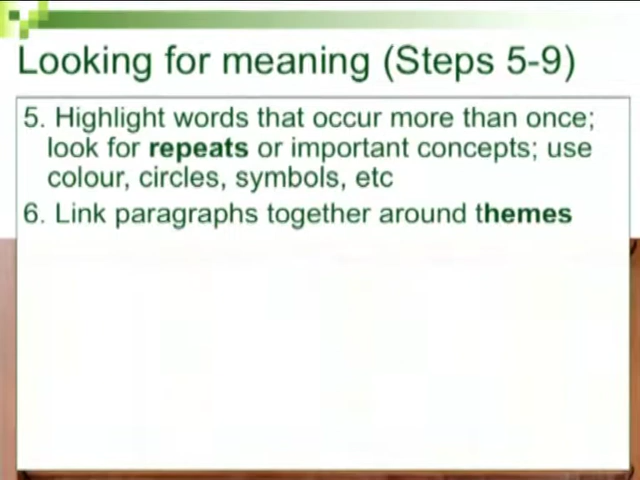 Looking for meaning (Steps 5-9)
5. Highlight words that occur more than once;
look for repeats or important concepts; use
colour, circles, symbols, etc
6. Link paragraphs together around themes